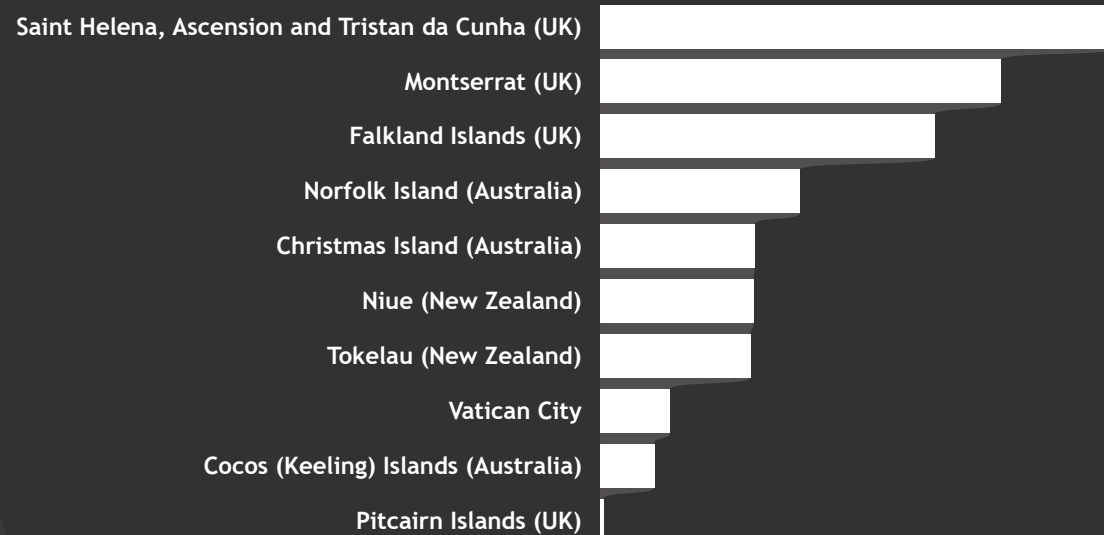 Saint Helena, Ascension and Tristan da Cunha (UK)
Montserrat (UK)
Falkland Islands (UK)
Norfolk Island (Australia)
Christmas Island (Australia)
Niue (New Zealand)
Tokelau (New Zealand)
Vatican City
Cocos (Keeling) Islands (Australia)
Pitcairn Islands (UK)